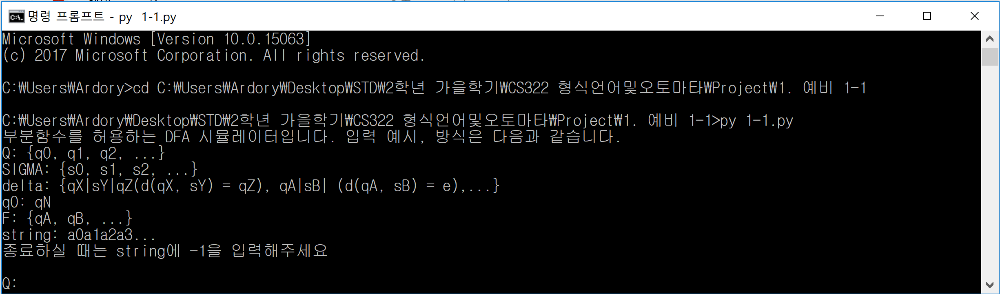 명령 프롬프트 - py  1-1.py
Microsoft Windows [Version 10.0.15063]
(c) 2017 Microsoft Corporation. All rights reserved.
C:₩Users₩Ardory>cd C:₩Users₩Ardory₩Desktop₩STD₩2학년 가을학기₩CS322 형식언어및오토마타₩Project₩1. 예비 1-1
C:₩Users₩Ardory₩Desktop₩STD₩2학년 가을학기₩CS322 형식언어및오토마타₩Project₩1. 예비 1-1>py 1-1.py
부분함수를 허용하는 DFA 시뮬레이터입니다. 입력 예시, 방식은 다음과 같습니다.
Q: {q0, q1, q2, ...}
SIGMA: {s0, s1, s2, ...}
delta: {qX|sY|qZ(d(qX, sY) = qZ), qA|sB| (d(qA, sB) = e),...}
q0: qN
F: {qA, qB, ...}
string: a0a1a2a3...
종료하실 때는 string에 -1을 입력해주세요
Q: